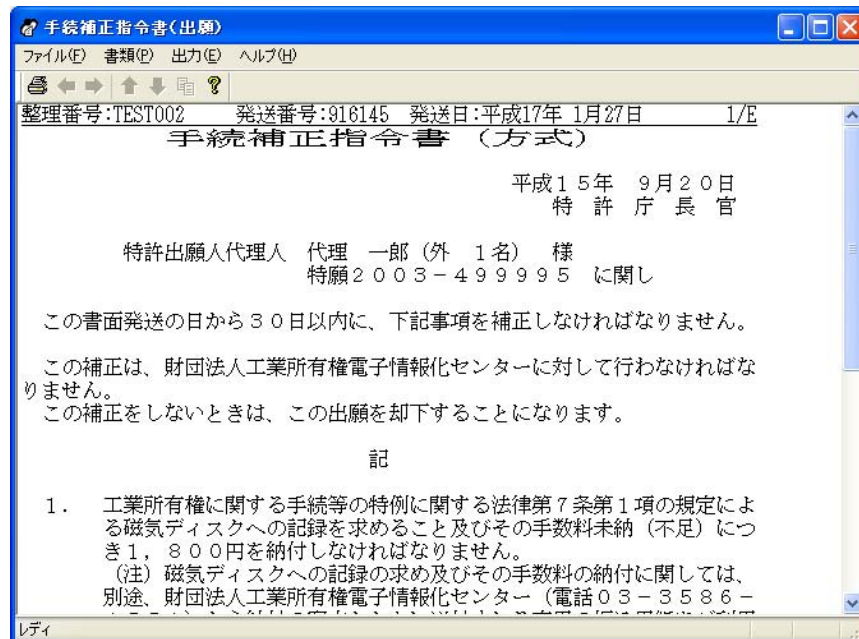 手続補正指令書(出願)
ファイル(F) 書類(P) 出力(E) ヘルプ(H)
整理番号:TEST002 発送番号:916145 発送日:平成17年 1月27日 1/E
手続補正指令書（方式）
平成１５年 ９月２０日
特 許 庁 長 官
特許出願人代理人 代理 一郎（外 １名） 様
特願２００３－４９９９９５ に関し
この書面発送の日から３０日以内に、下記事項を補正しなければなりません。
この補正は、財団法人工業所有権電子情報化センターに対して行わなければな
りません。
この補正をしないときは、この出願を却下することになります。
記
１． 工業所有権に関する手続等の特例に関する法律第７条第１項の規定によ
る磁気ディスクへの記録を求めること及びその手数料未納（不足）につ
き１，８００円を納付しなければなりません。
（注）磁気ディスクへの記録の求め及びその手数料の納付に関しては、
別途、財団法人工業所有権電子情報化センター（電話０３－３５８６－
レディ